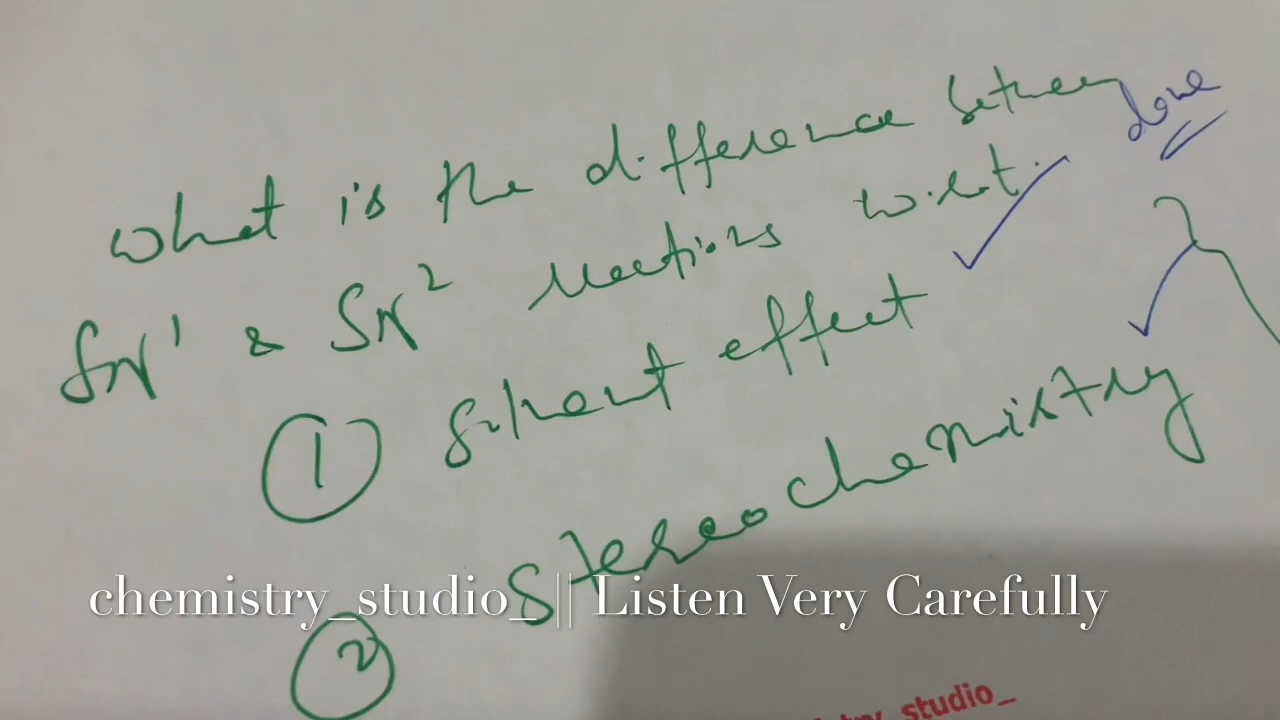 What is the difference between
SN¹ & SN² reactions w.r.t.
① Solvent effect
② Stereochemistry
done
chemistry_studio_|| Listen Very Carefully
studio_